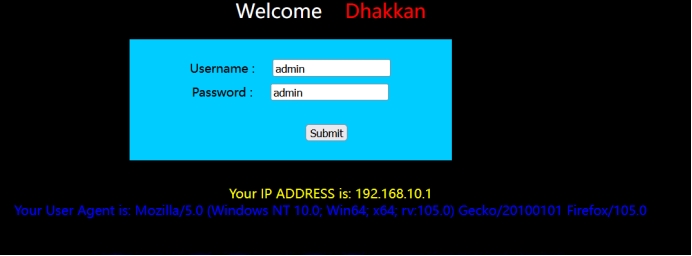 Welcome Dhakkan
Username : admin
Password : admin
Submit
Your IP ADDRESS is: 192.168.10.1
Your User Agent is: Mozilla/5.0 (Windows NT 10.0; Win64; x64; rv:105.0) Gecko/20100101 Firefox/105.0